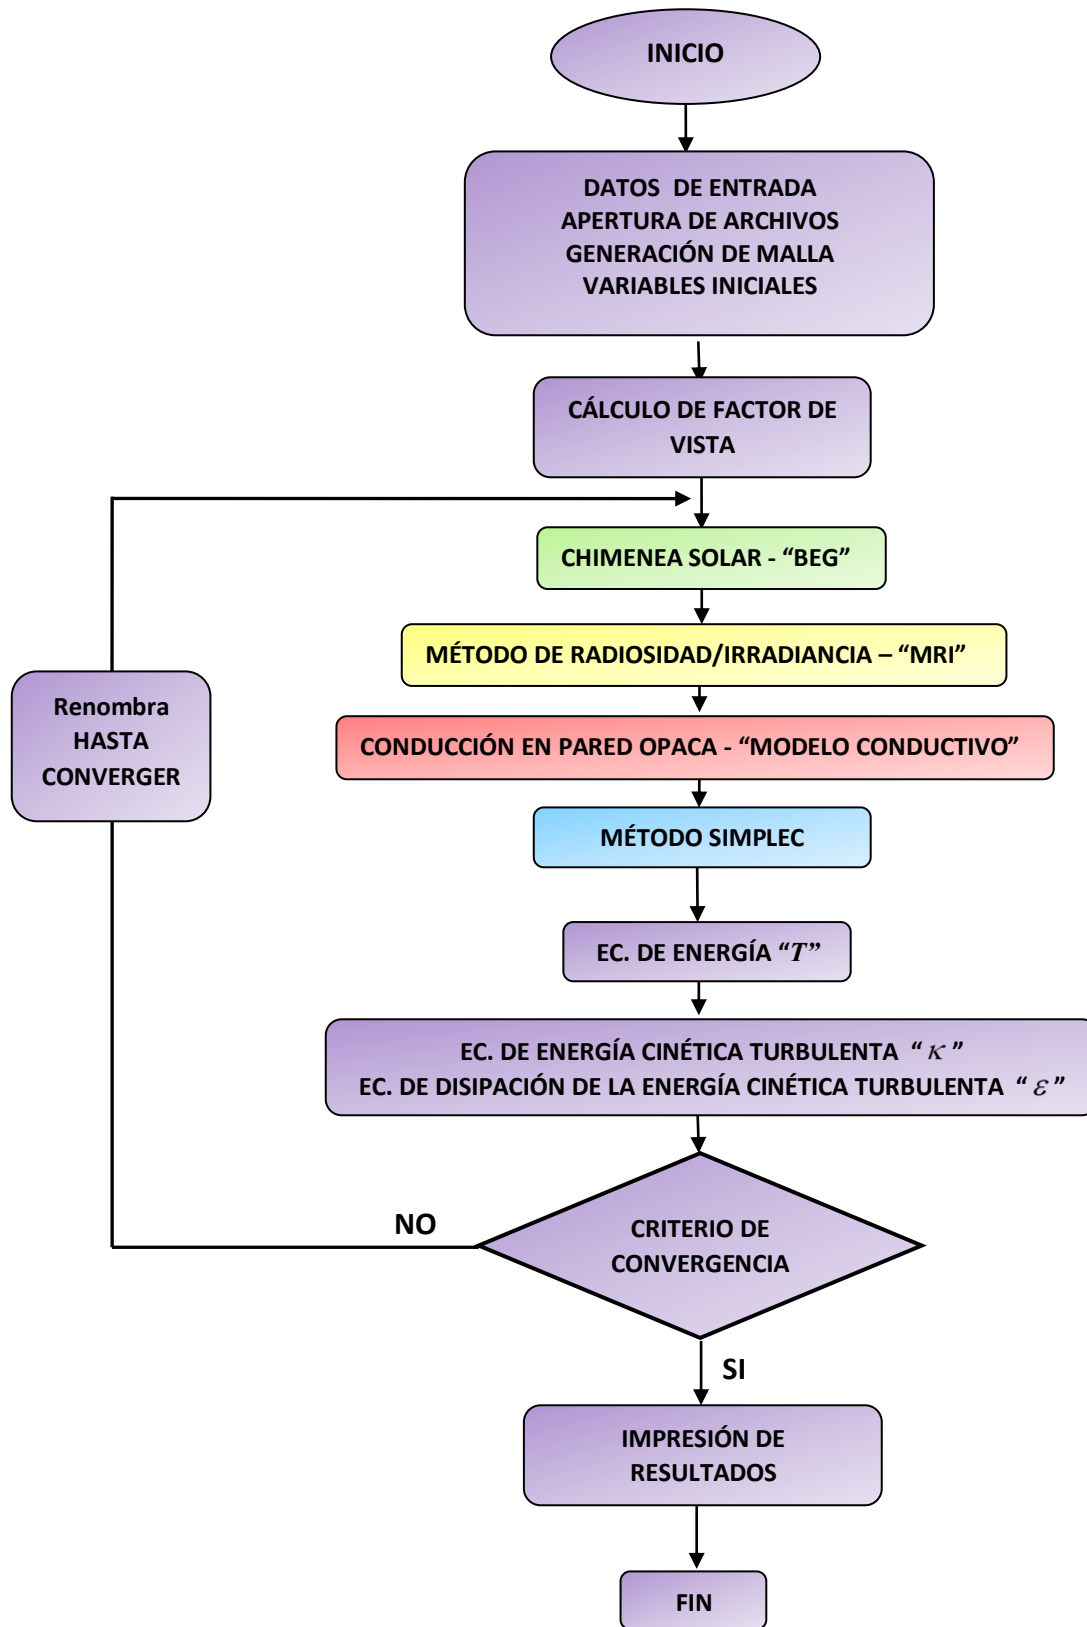 INICIO
DATOS DE ENTRADA
APERTURA DE ARCHIVOS
GENERACIÓN DE MALLA
VARIABLES INICIALES
CÁLCULO DE FACTOR DE
VISTA
CHIMENEA SOLAR - “BEG”
MÉTODO DE RADIOSIDAD/IRRADIANCIA – “MRI”
Renombra
HASTA
CONVERGER
CONDUCCIÓN EN PARED OPACA - “MODELO CONDUCTIVO”
MÉTODO SIMPLEC
EC. DE ENERGÍA “T”
EC. DE ENERGÍA CINÉTICA TURBULENTA “ κ ”
EC. DE DISIPACIÓN DE LA ENERGÍA CINÉTICA TURBULENTA “ ε ”
NO
CRITERIO DE
CONVERGENCIA
SI
IMPRESIÓN DE
RESULTADOS
FIN